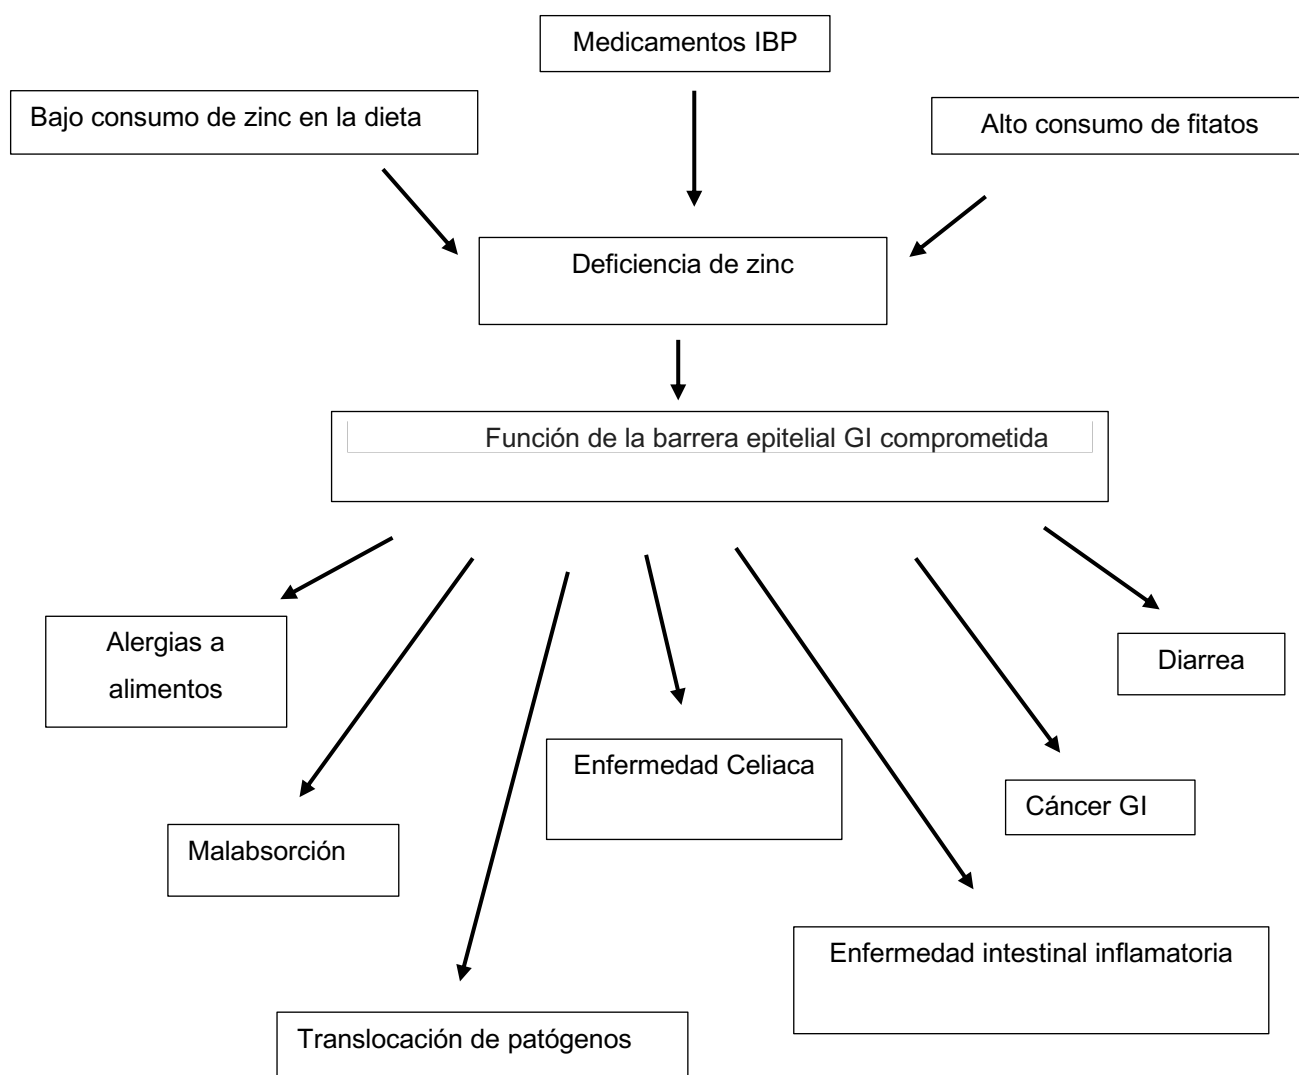 Medicamentos IBP
Bajo consumo de zinc en la dieta
Alto consumo de fitatos
Deficiencia de zinc
Función de la barrera epitelial GI comprometida
Alergias a
alimentos
Diarrea
Enfermedad Celiaca
Cáncer GI
Malabsorción
Enfermedad intestinal inflamatoria
Translocación de patógenos